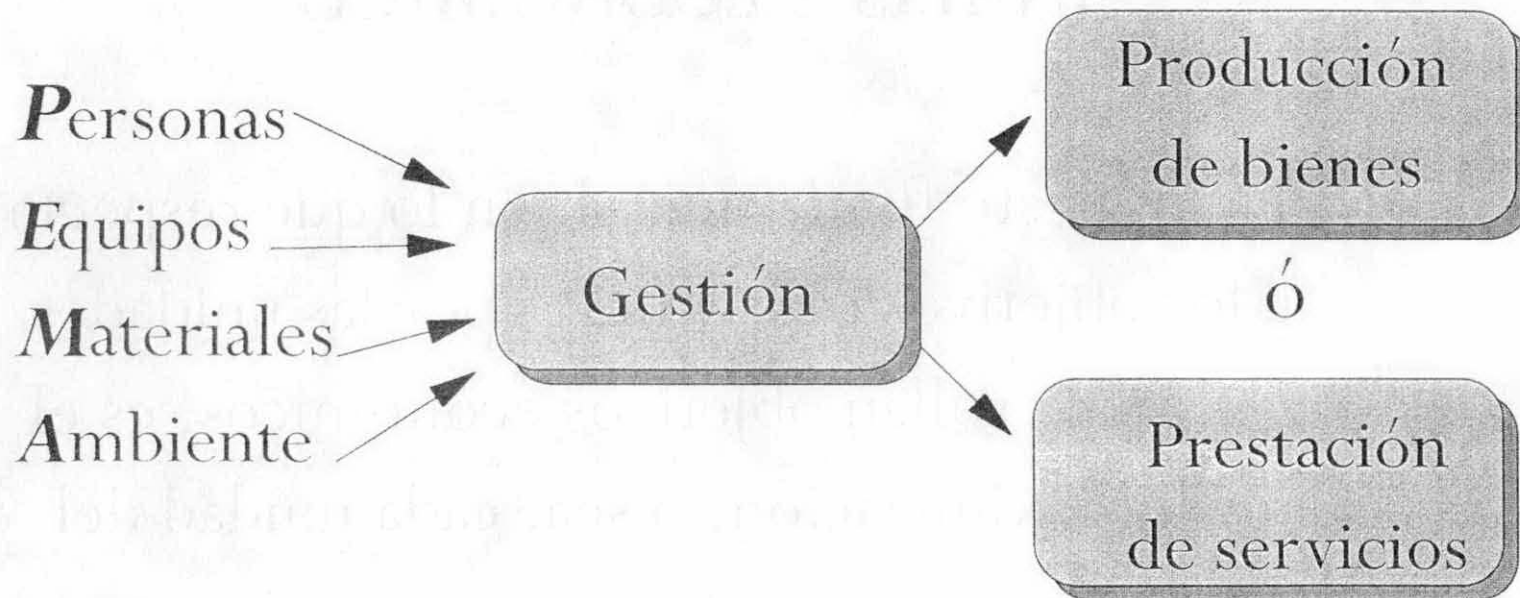 Personas
Equipos
Materiales
Ambiente
Gestión
Producción
de bienes
ó
Prestación
de servicios